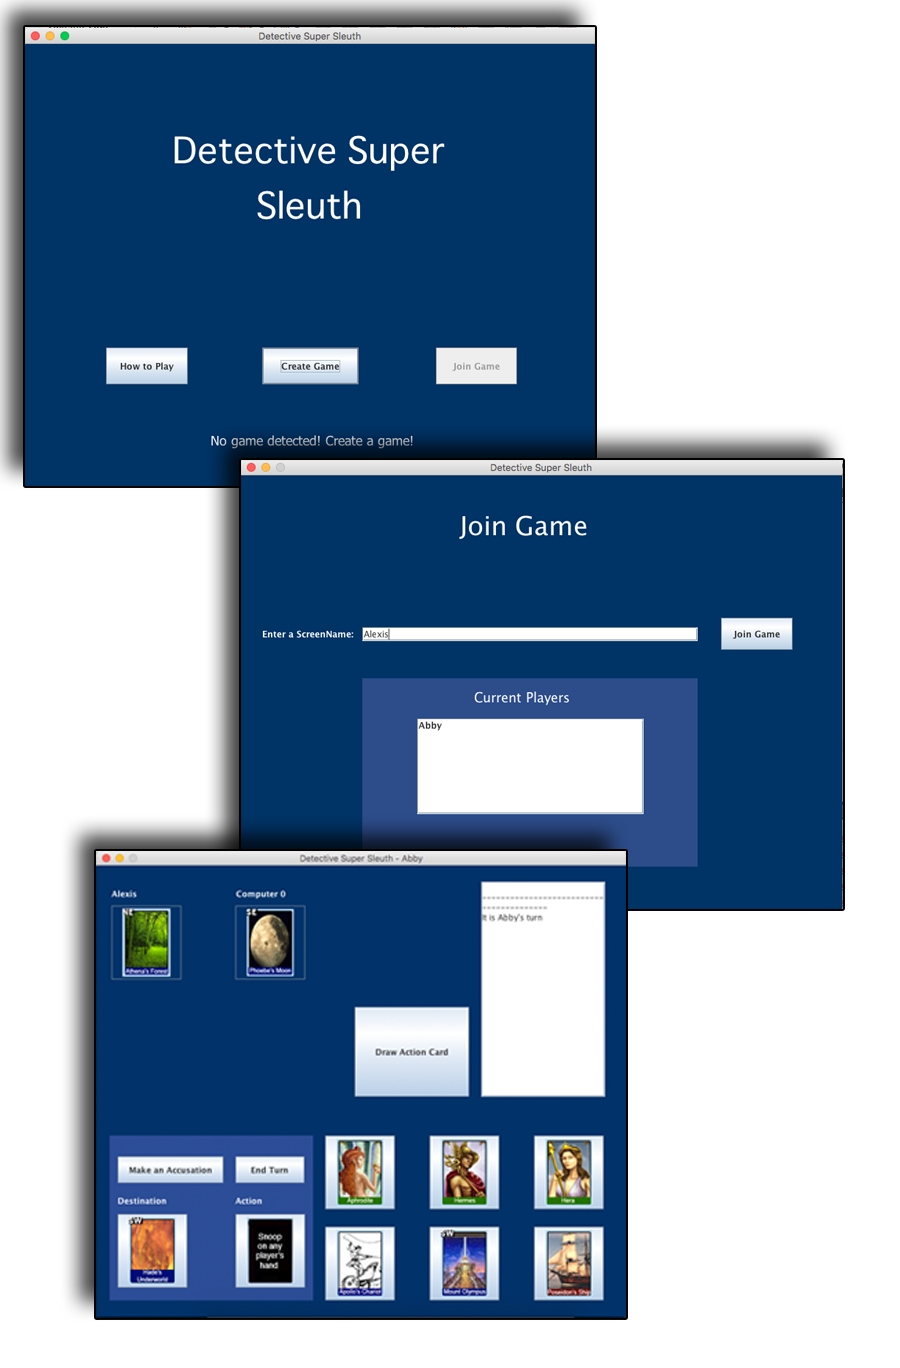 Detective Super Sleuth
Detective Super
Sleuth
How to Play
Create Game
Join Game
No game detected! Create a game!
Detective Super Sleuth
Join Game
Enter a ScreenName:
Alexis
Join Game
Current Players
Abby
Detective Super Sleuth - Abby
Alexis
Computer 0
NE
Athena's Forest
SE
Phoebe's Moon
It is Abby's turn
Draw Action Card
Make an Accusation
End Turn
Destination
Action
SW
Hade's
Underworld
Snoop
on any
player's
hand
Aphrodite
Hermes
Hera
Apollo's Chariot
SW
Mount Olympus
Poseidon's Ship